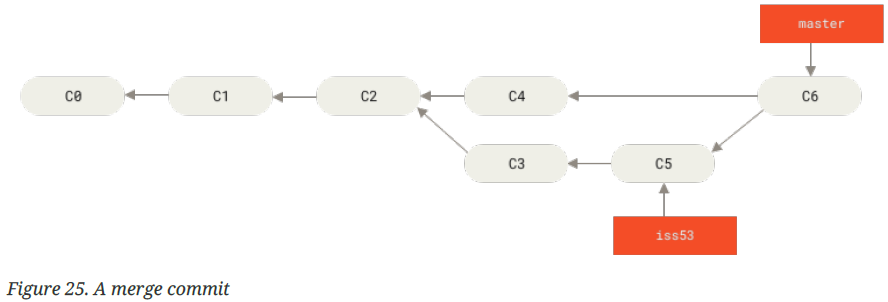 master
C0
C1
C2
C4
C6
C3
C5
iss53
Figure 25. A merge commit